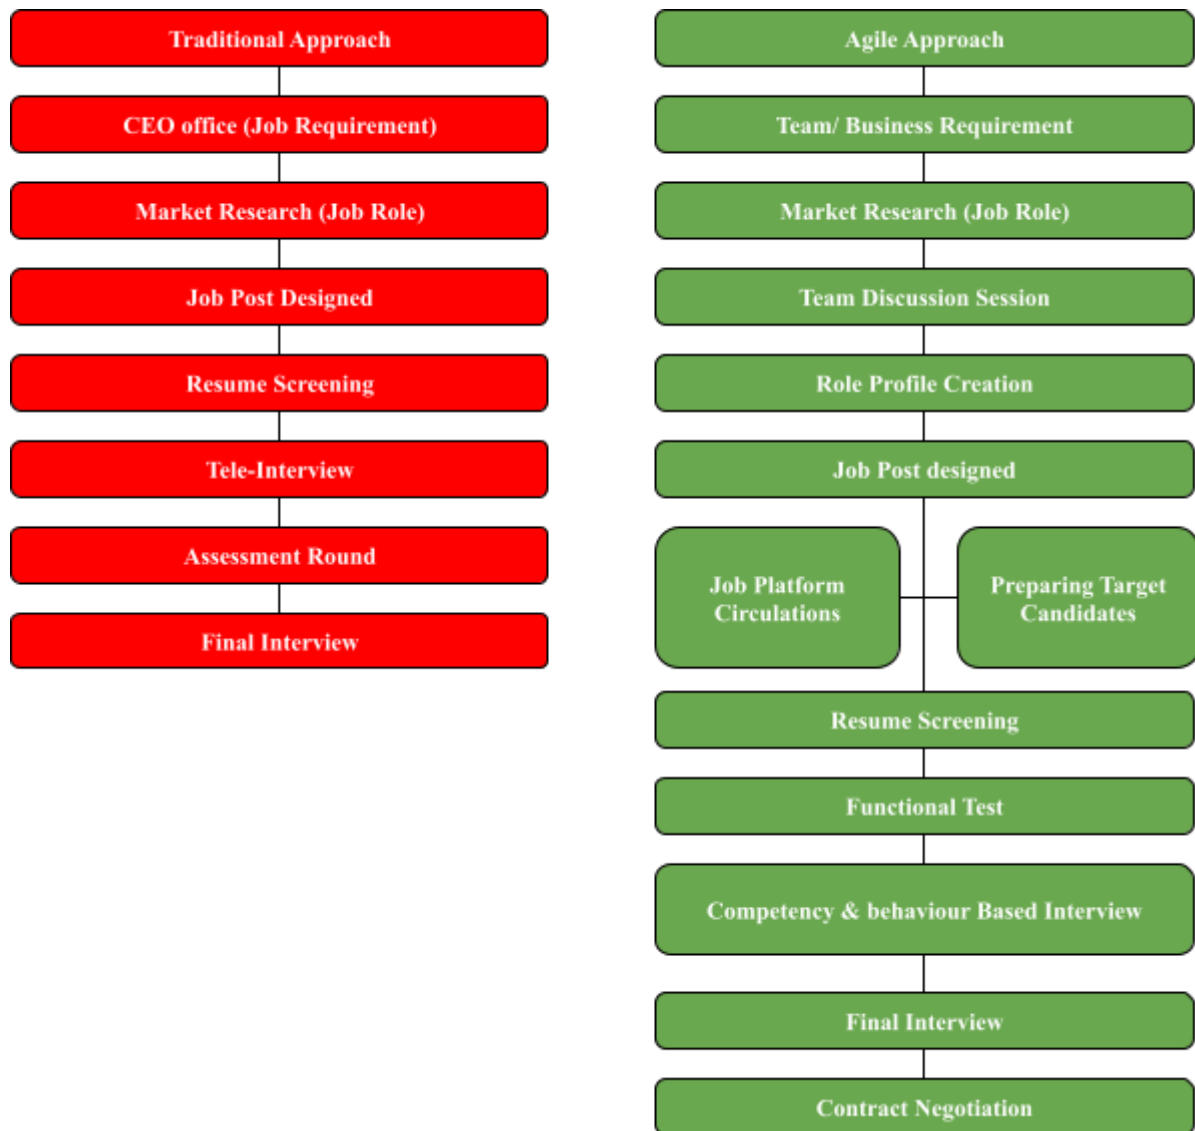 Traditional Approach
CEO office (Job Requirement)
Market Research (Job Role)
Job Post Designed
Resume Screening
Tele-Interview
Assessment Round
Final Interview
Agile Approach
Team/ Business Requirement
Market Research (Job Role)
Team Discussion Session
Role Profile Creation
Job Post designed
Job Platform
Circulations
Preparing Target
Candidates
Resume Screening
Functional Test
Competency & behaviour Based Interview
Final Interview
Contract Negotiation